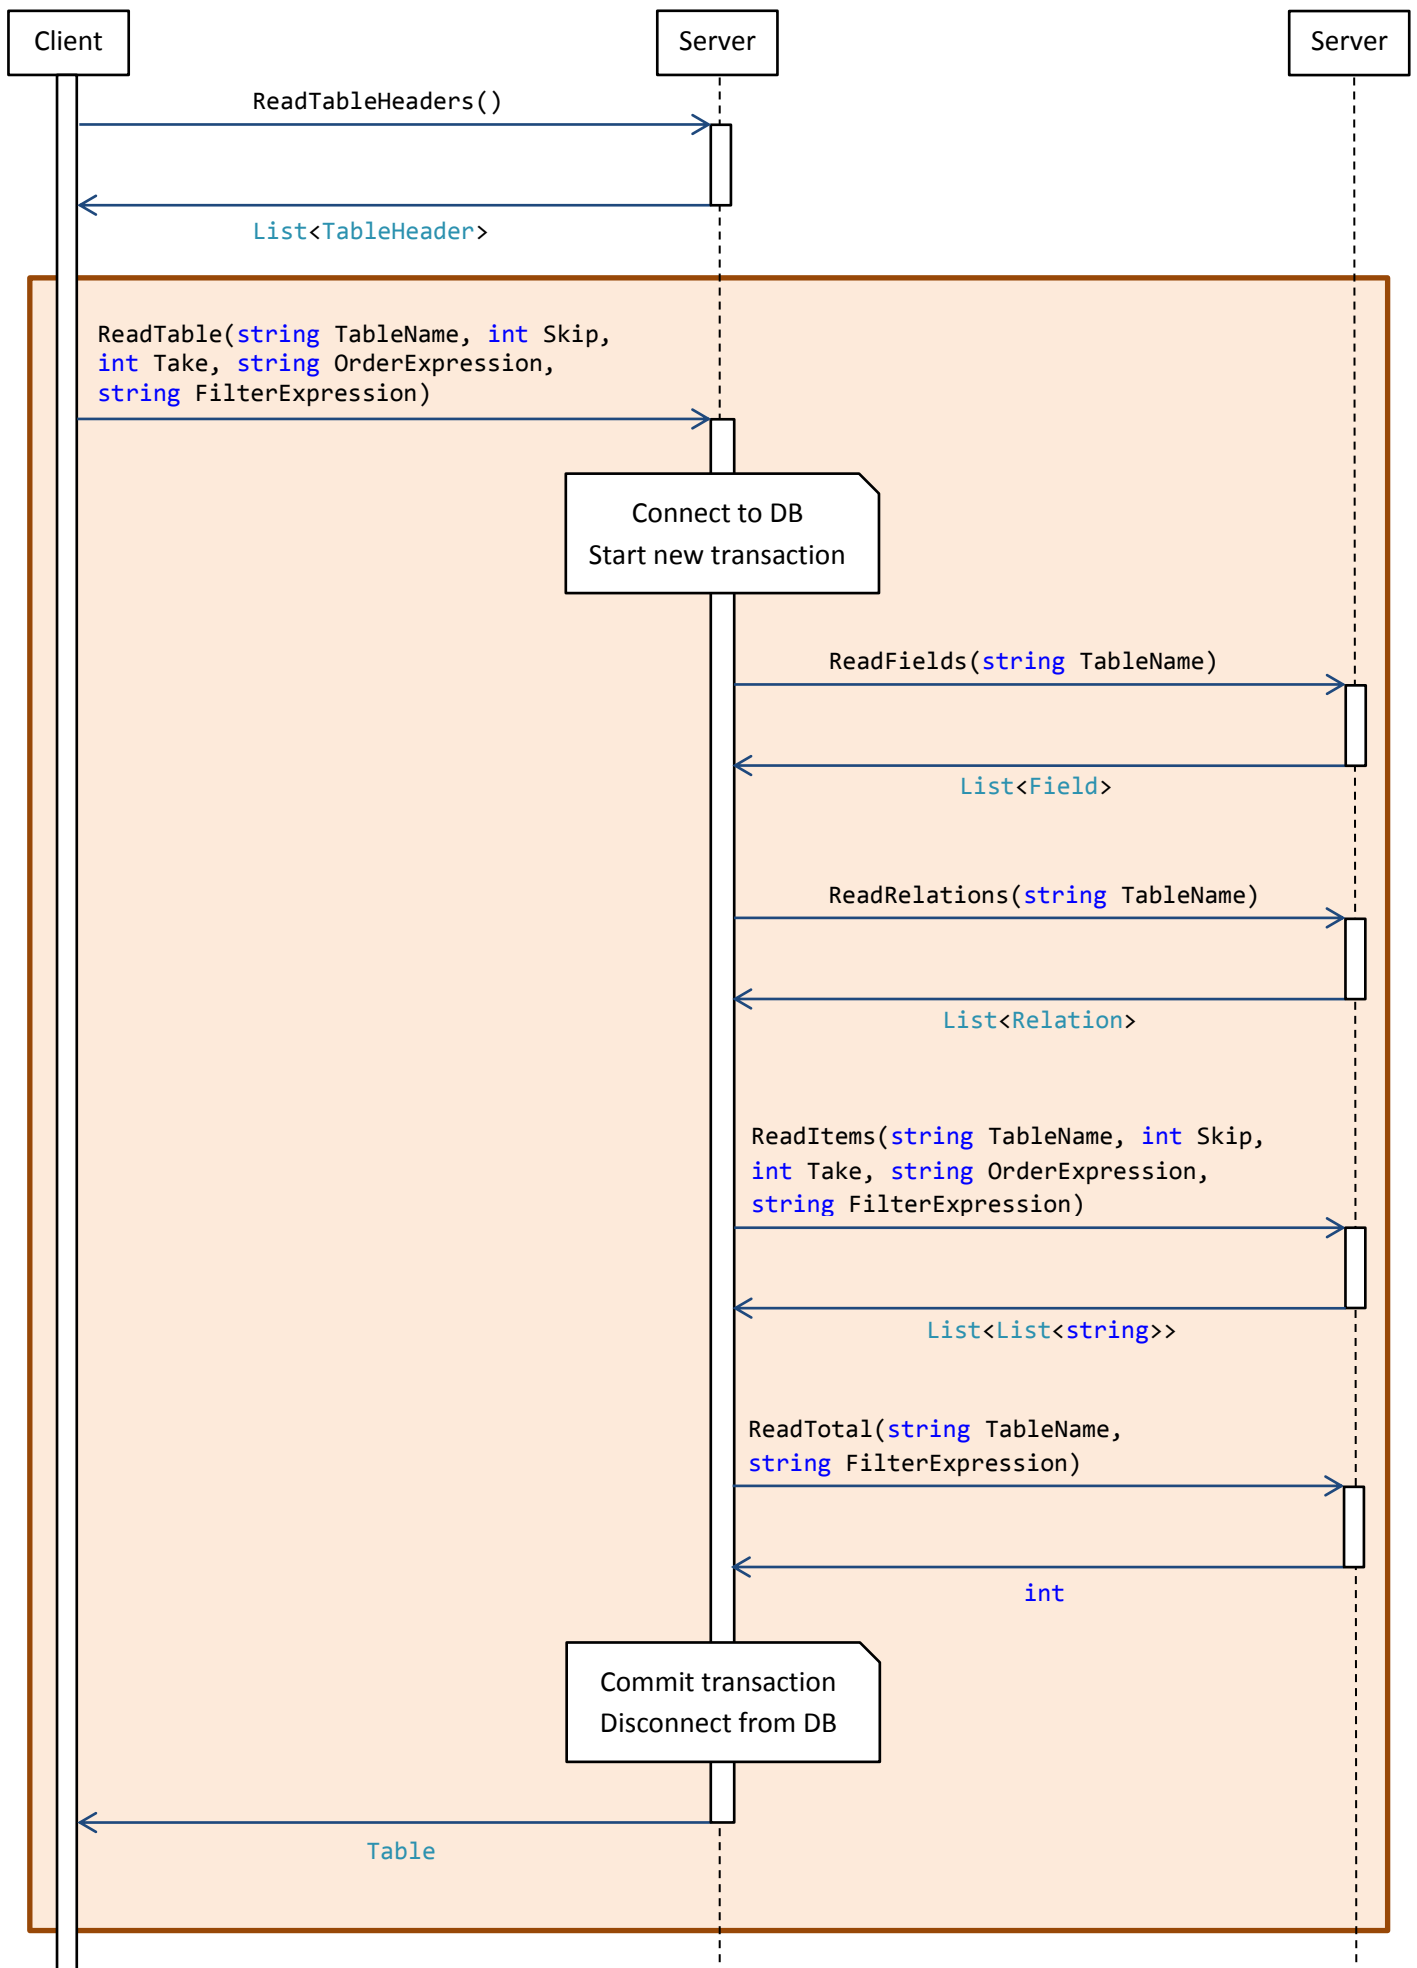 Client
Server
Server
ReadTableHeaders()
List<TableHeader>
ReadTable(string TableName, int Skip,
int Take, string OrderExpression,
string FilterExpression)
Connect to DB
Start new transaction
ReadFields(string TableName)
List<Field>
ReadRelations(string TableName)
List<Relation>
ReadItems(string TableName, int Skip,
int Take, string OrderExpression,
string FilterExpression)
List<List<string>>
ReadTotal(string TableName,
string FilterExpression)
int
Commit transaction
Disconnect from DB
Table